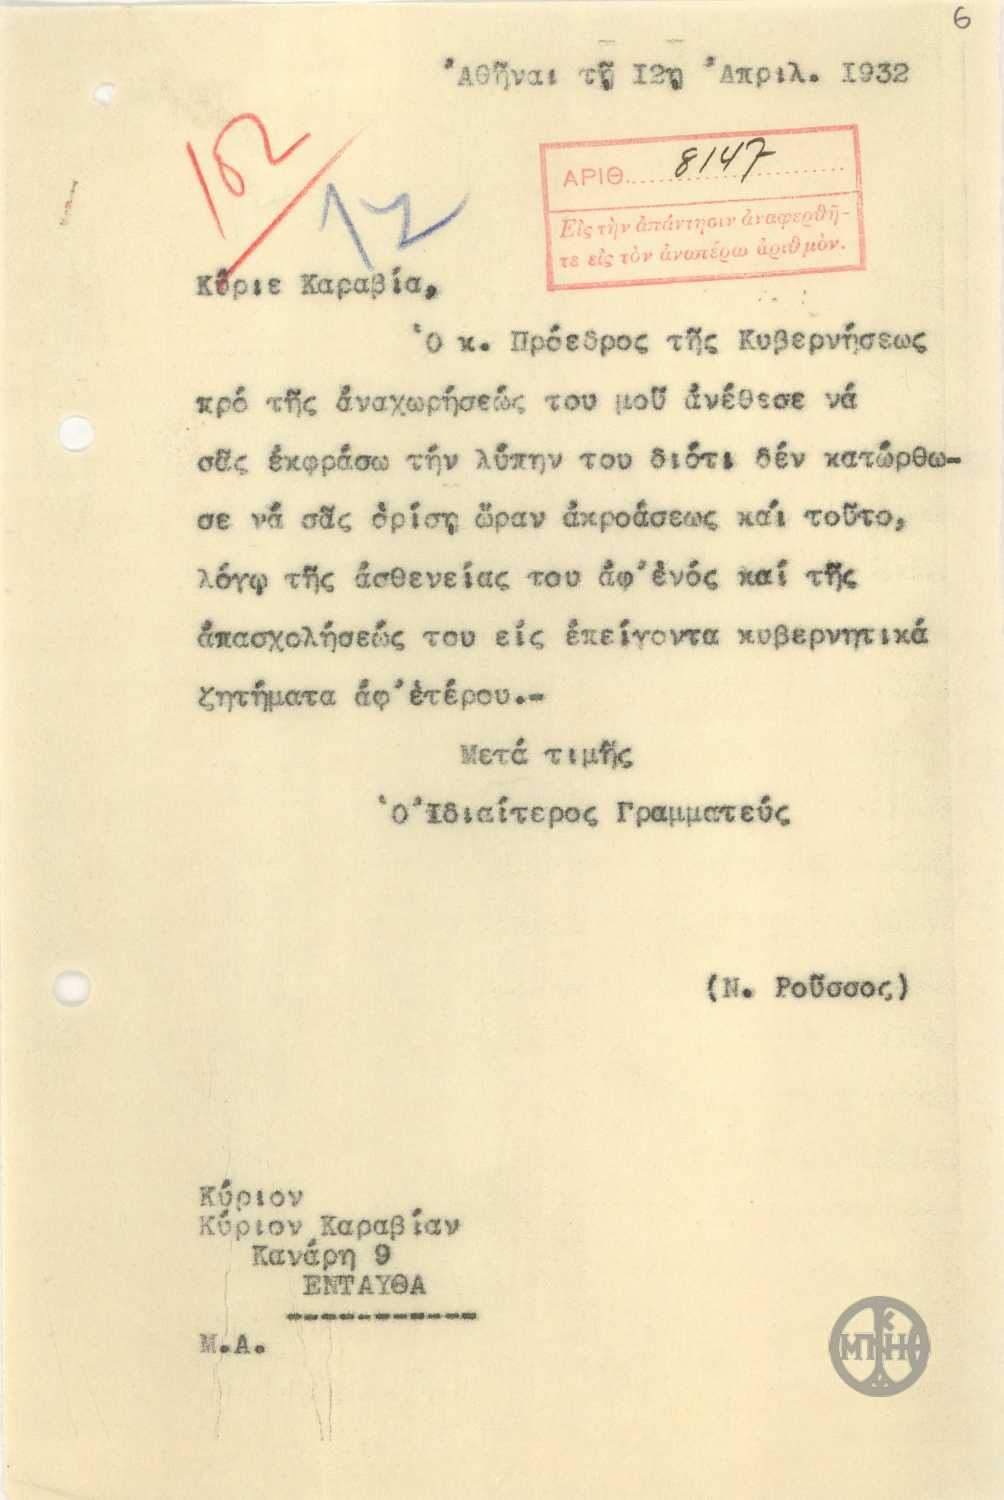 6
Ἀθῆναι τῇ 12ῃ Ἀπριλ. 1932
152/12
ΑΡΙΘ. 8147
Εἰς τὴν ἀπάντησιν ἀναφερθῆ-
τε εἰς τὸν ἀνωτέρω ἀριθμὸν.
Κύριε Καραβία,
Ὁ κ. Πρόεδρος τῆς Κυβερνήσεως
πρό τῆς ἀναχωρήσεώς του μοῦ ἀνέθεσε νά
σᾶς ἐκφράσω τήν λύπην του διότι δέν κατώρθω-
σε νά σᾶς ὁρίσῃ ὥραν ἀκροάσεως καί τοῦτο,
λόγῳ τῆς ἀσθενείας του ἀφ’ἑνός καί τῆς
ἀπασχολήσεώς του εἰς ἐπείγοντα κυβερνητικά
ζητήματα ἀφ’ἑτέρου.-
Μετά τιμῆς
Ὁ Ἰδιαίτερος Γραμματεύς
(Ν. Ροῦσσος)
Κύριον
Κύριον Καραβίαν
Κανάρη 9
ΕΝΤΑΥΘΑ
-----------
Μ.Α.